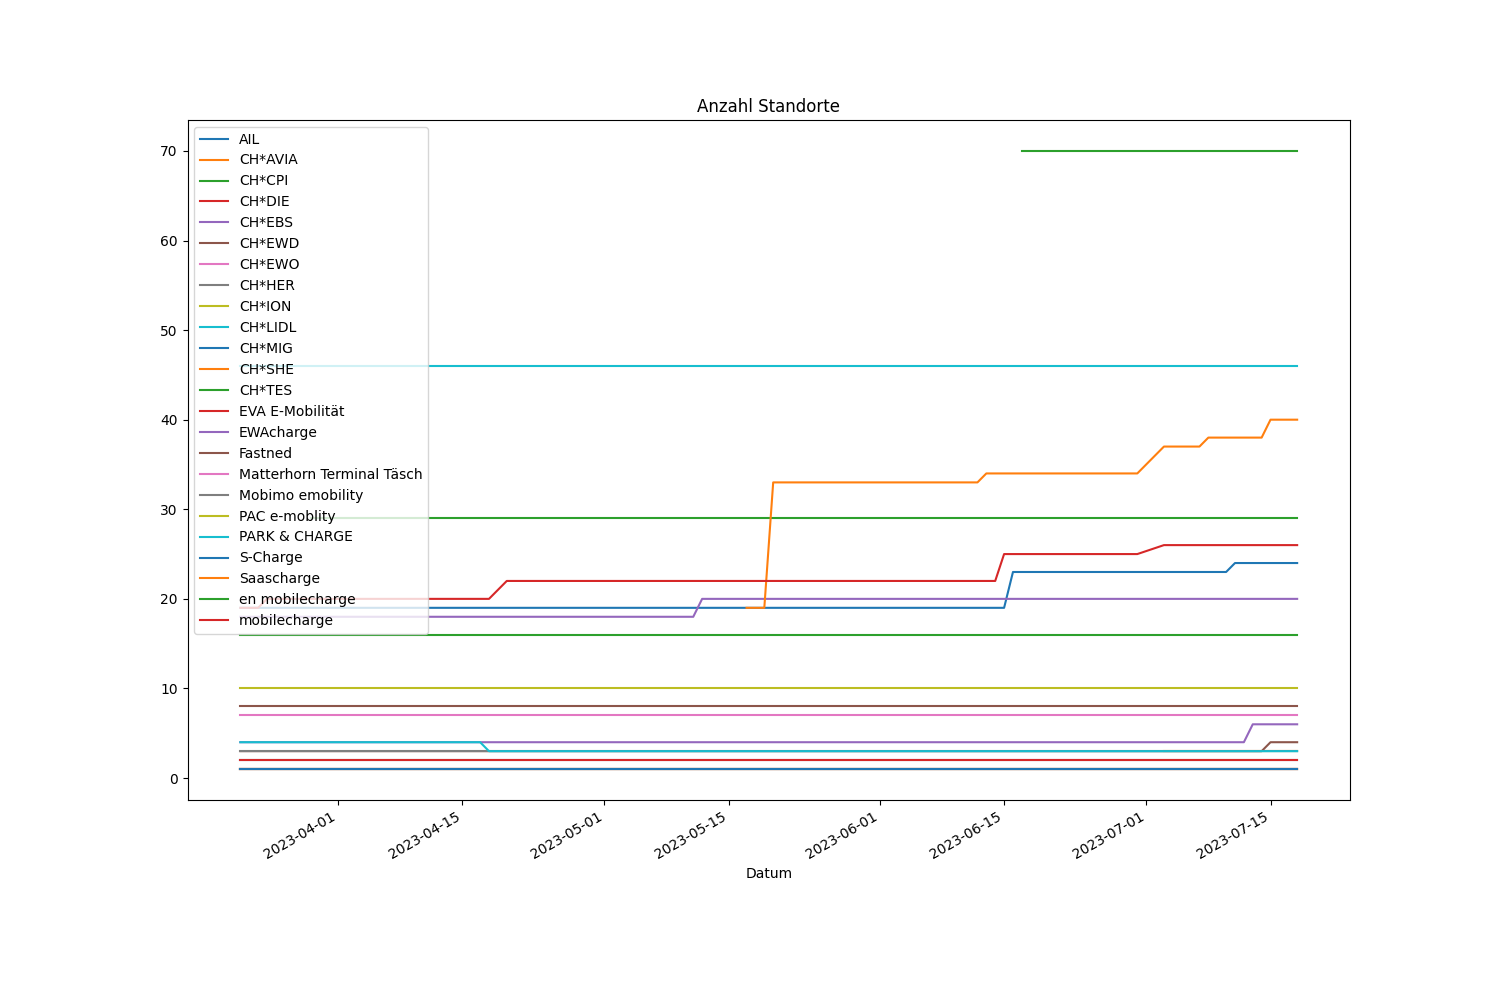 Anzahl Standorte
AIL
CH*AVIA
CH*CPI
CH*DIE
CH*EBS
CH*EWD
CH*EWO
CH*HER
CH*ION
CH*LIDL
CH*MIG
CH*SHE
CH*TES
EVA E-Mobilität
EWAcharge
Fastned
Matterhorn Terminal Täsch
Mobimo emobility
PAC e-moblity
PARK & CHARGE
S-Charge
Saascharge
en mobilecharge
mobilecharge
70
60
50
40
30
20
10
0
2023-04-01
2023-04-15
2023-05-01
2023-05-15
2023-06-01
2023-06-15
2023-07-01
2023-07-15
Datum